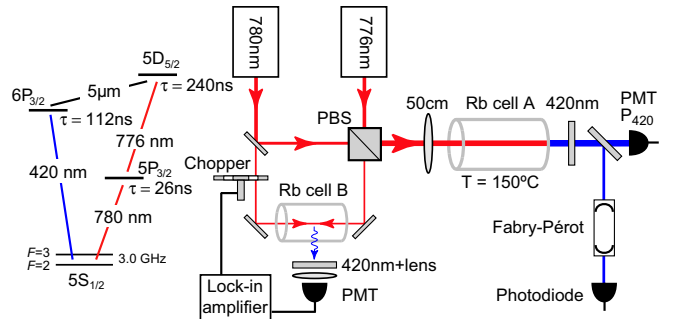 780nm
776nm
5D5/2
5μm
6P3/2
τ = 240ns
τ = 112ns
776 nm
5P3/2
420 nm
τ = 26ns
780 nm
F=3
F=2
3.0 GHz
5S1/2
PBS
50cm
Rb cell A
420nm
PMT
P420
T = 150ºC
Chopper
Rb cell B
420nm+lens
Lock-in
amplifier
PMT
Fabry-Pérot
Photodiode